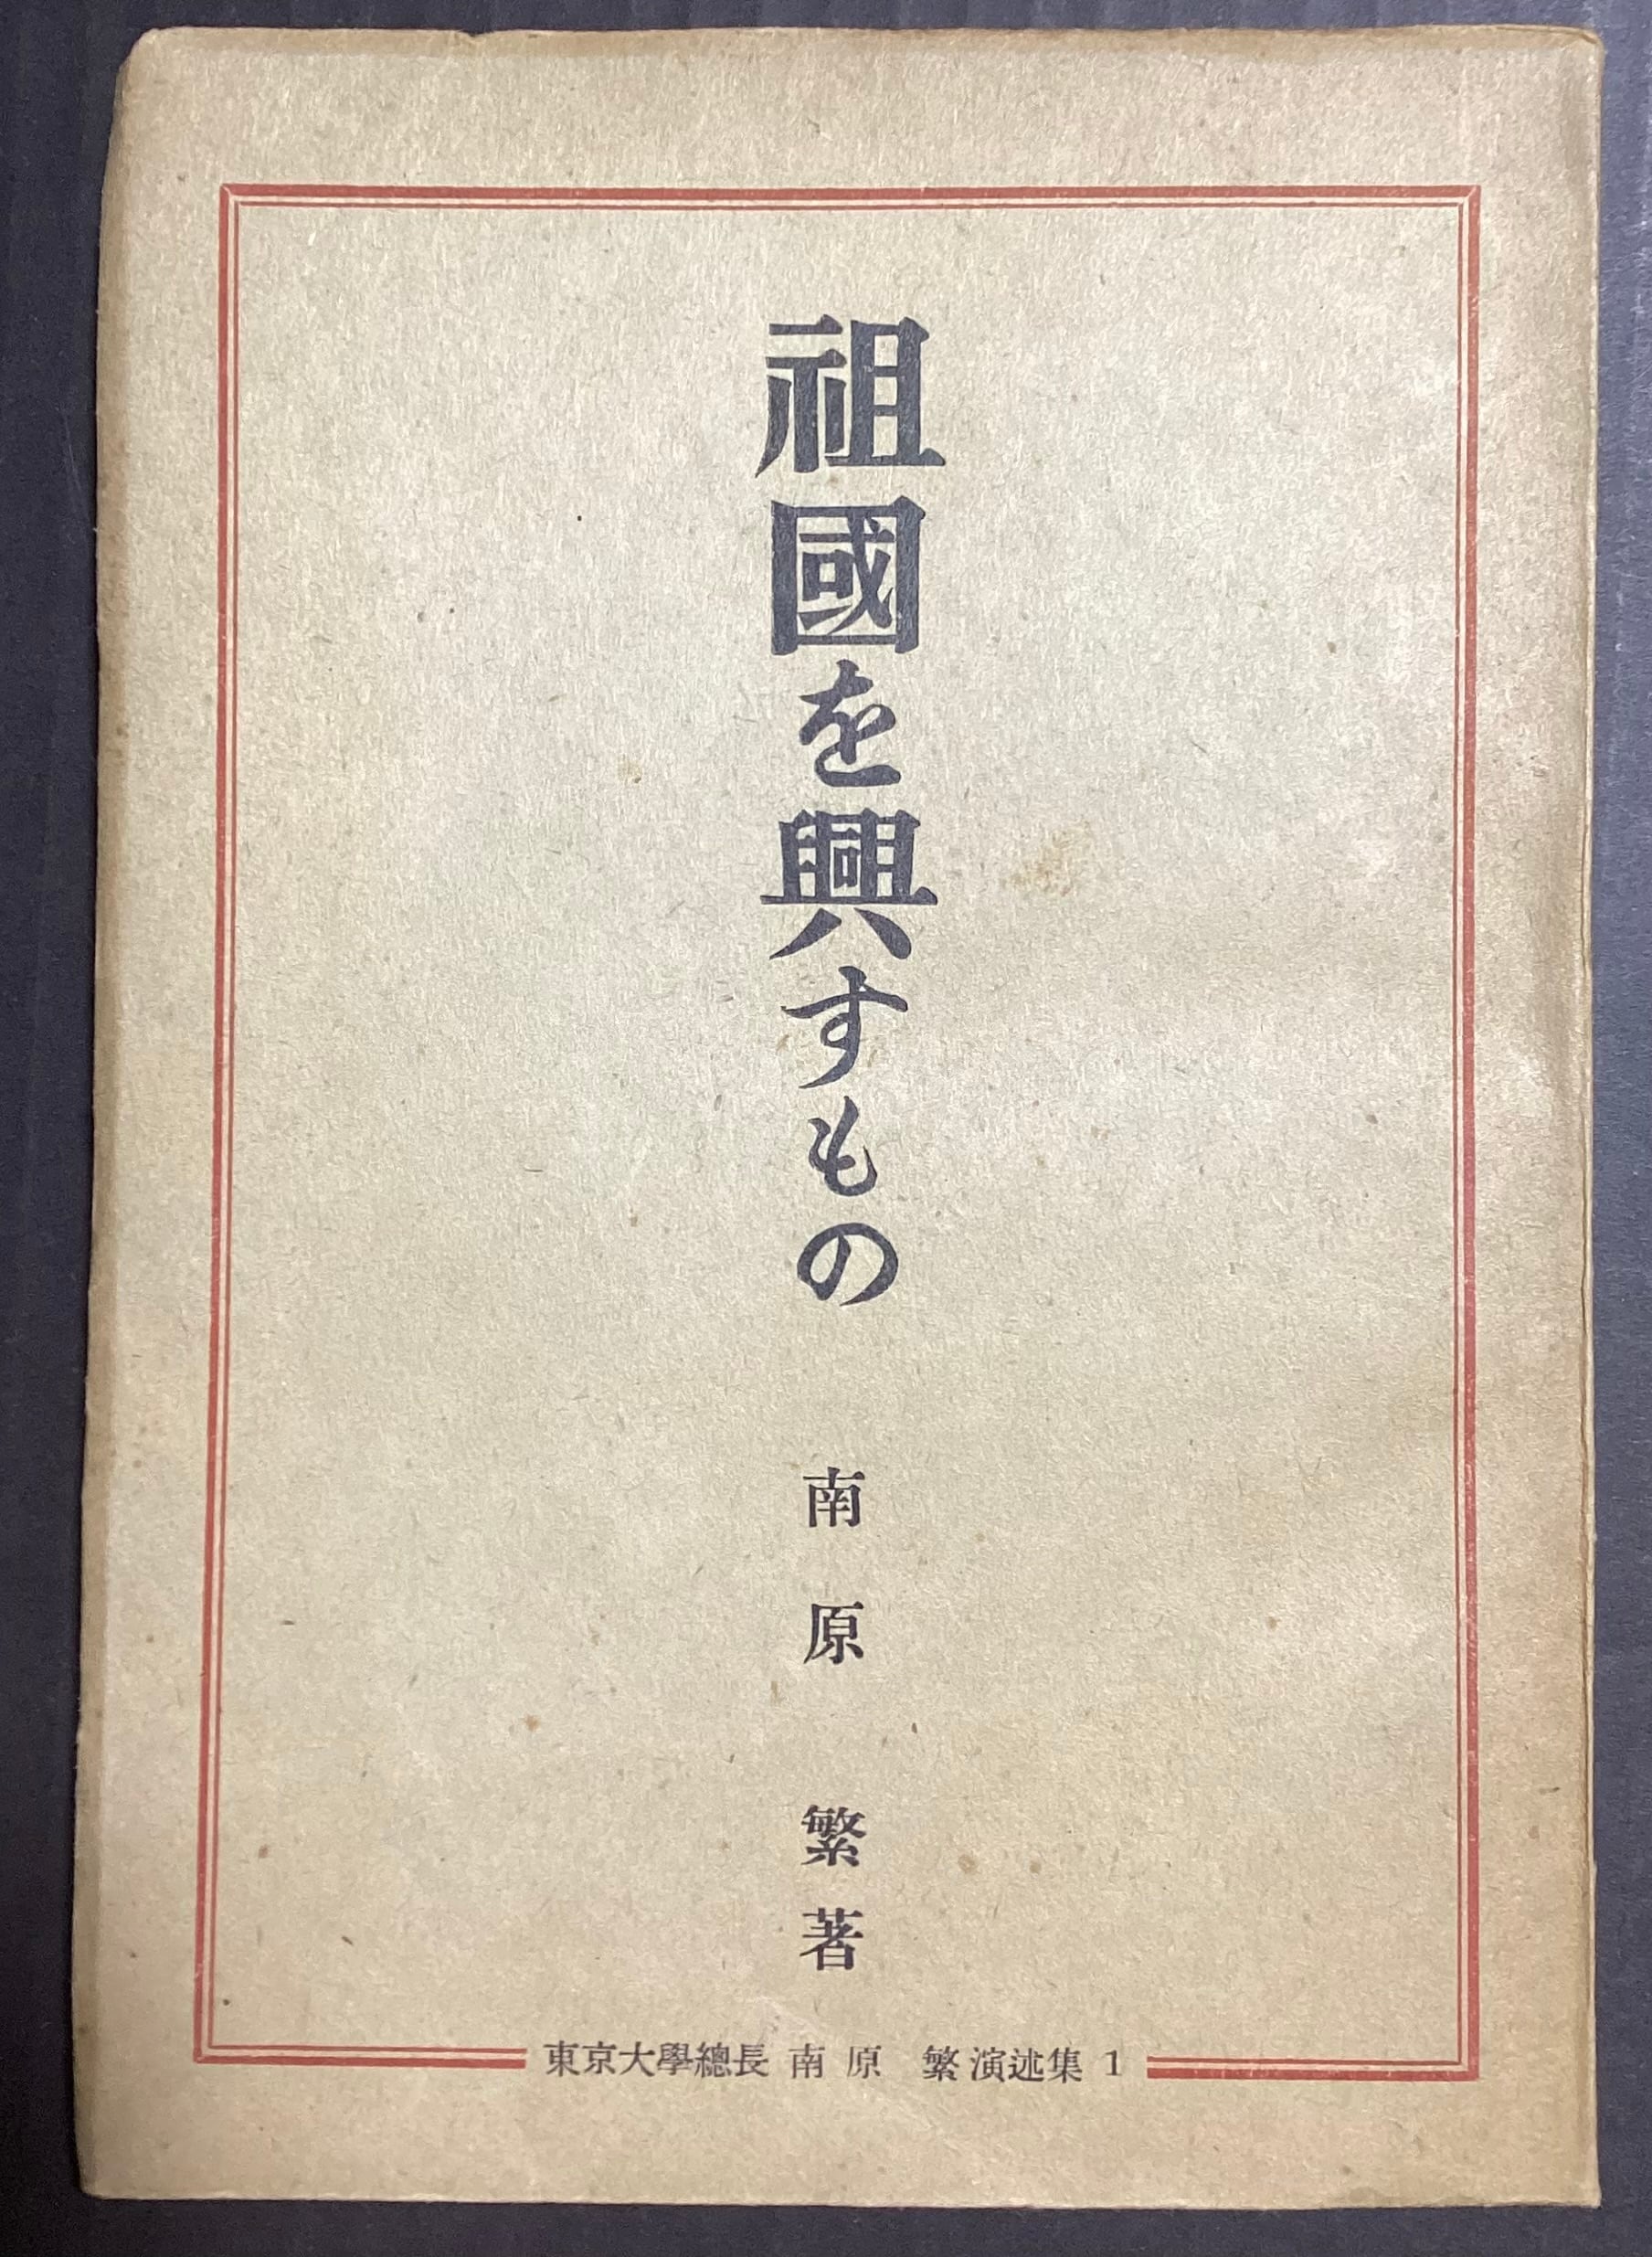 祖國を興すもの
南原 繁著
東京大學總長 南原 繁演述集 1